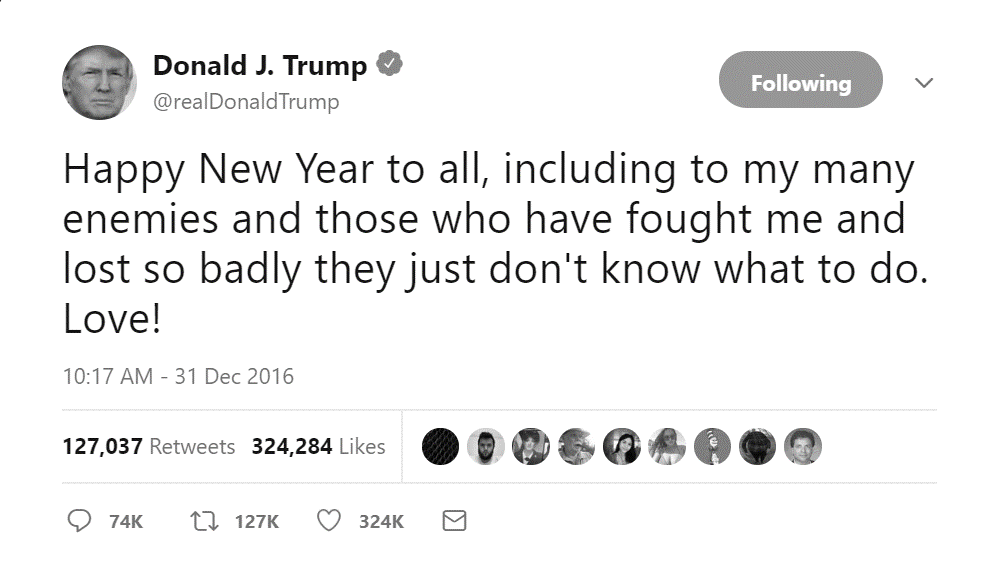 Donald J. Trump
@realDonaldTrump
Following
Happy New Year to all, including to my many
enemies and those who have fought me and
lost so badly they just don't know what to do.
Love!
10:17 AM - 31 Dec 2016
127,037 Retweets 324,284 Likes
74K 127K 324K